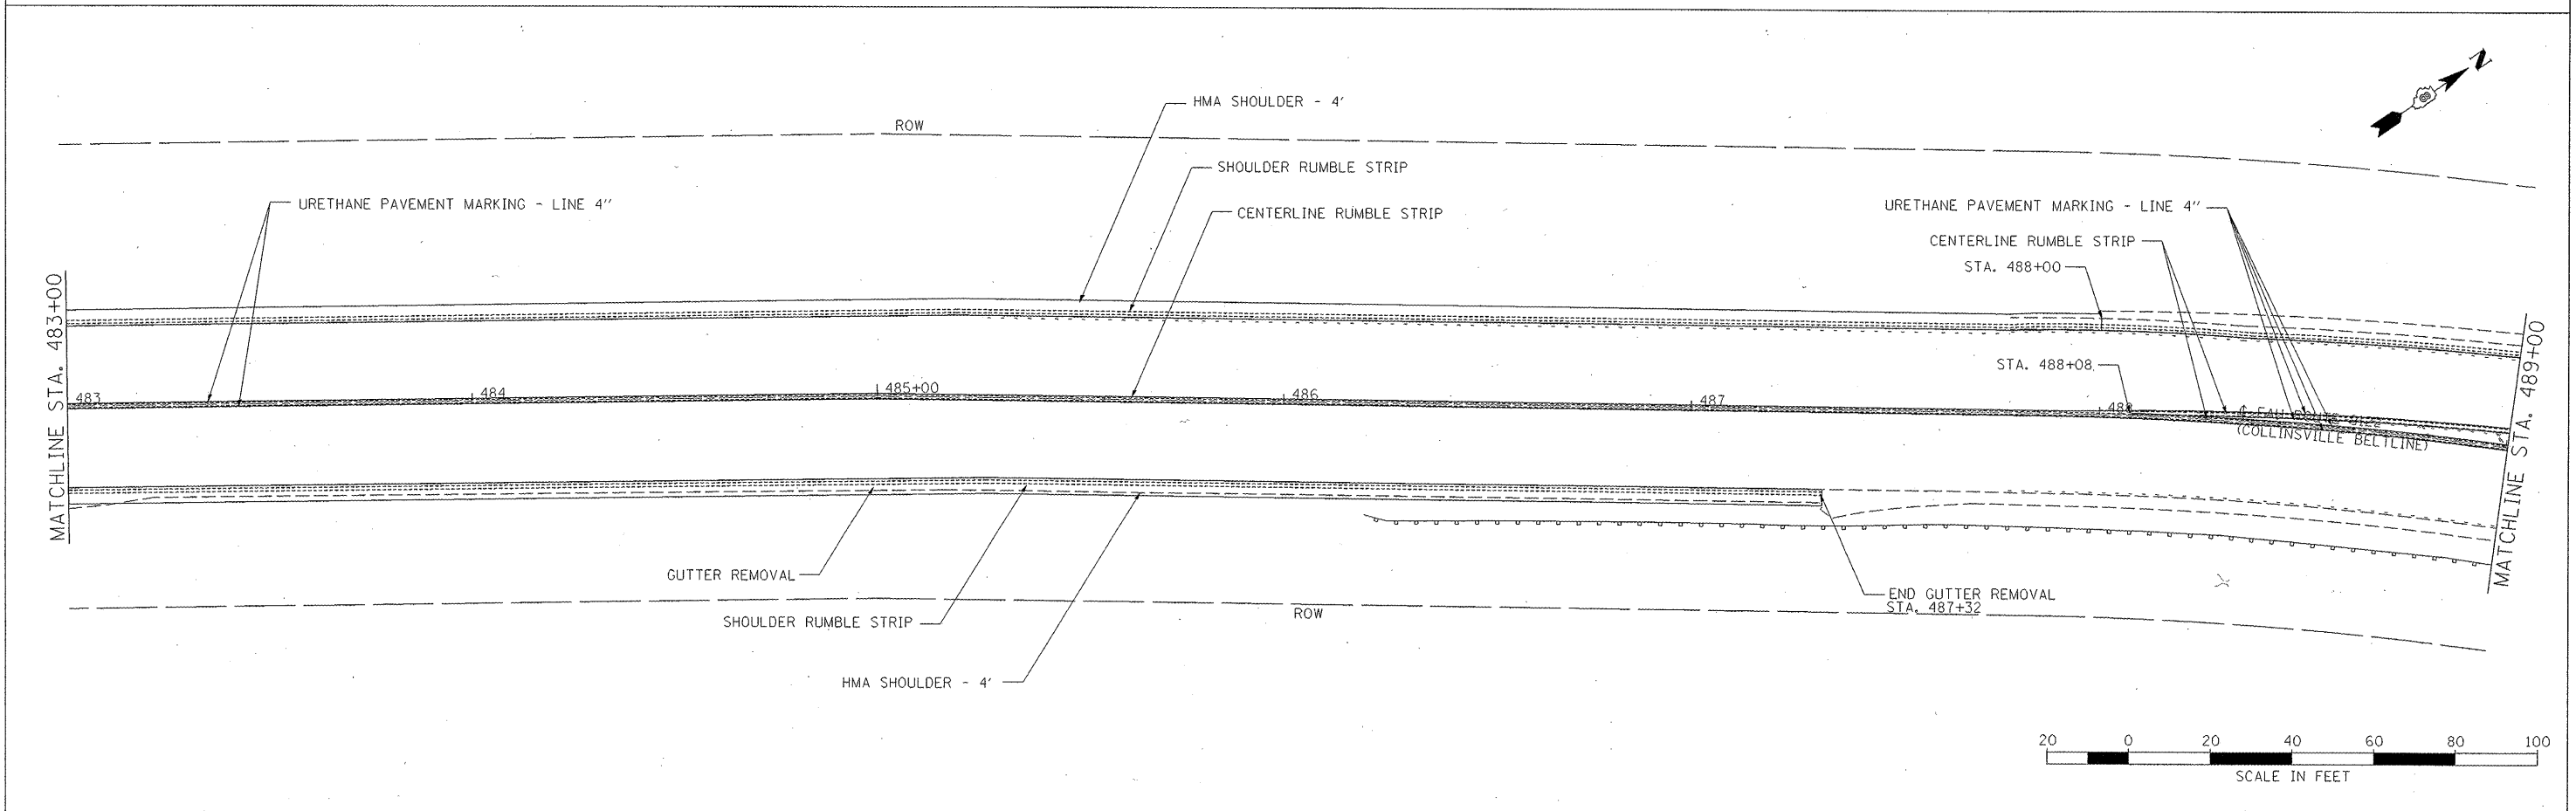 N
HMA SHOULDER - 4'
ROW
SHOULDER RUMBLE STRIP
CENTERLINE RUMBLE STRIP
URETHANE PAVEMENT MARKING - LINE 4"
URETHANE PAVEMENT MARKING - LINE 4"
CENTERLINE RUMBLE STRIP
STA. 488+00
STA. 488+08
MATCHLINE STA. 483+00
483
484
485+00
486
487
488
(COLLINSVILLE BELTLINE)
MATCHLINE STA. 489+00
GUTTER REMOVAL
SHOULDER RUMBLE STRIP
HMA SHOULDER - 4'
ROW
END GUTTER REMOVAL
STA. 487+32
20 0 20 40 60 80 100
SCALE IN FEET